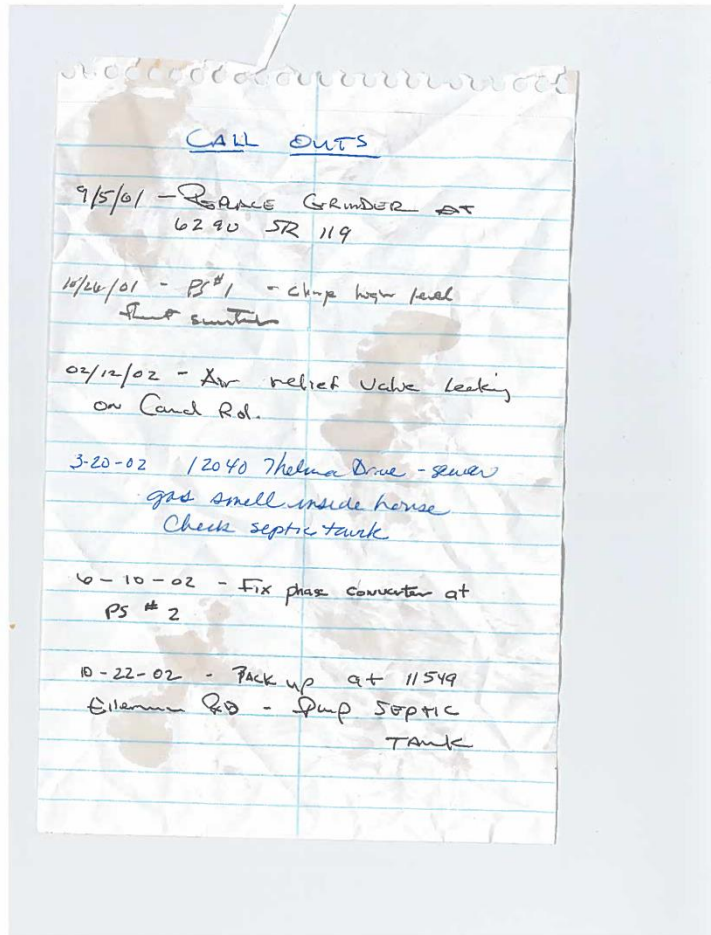 CALL OUTS
9/5/01 - REPLACE GRINDER AT
6290 SR 119
10/26/01 - PS #1 - change high level
float switch
02/12/02 - Air relief valve leaking
on Canal Rd.
3-20-02 12040 Thelma Drive - sewer
gas smell inside house
Check septic tank
6-10-02 - Fix phase converter at
PS # 2
10-22-02 - BACK up at 11549
RD - Pump SEPTIC
TANK